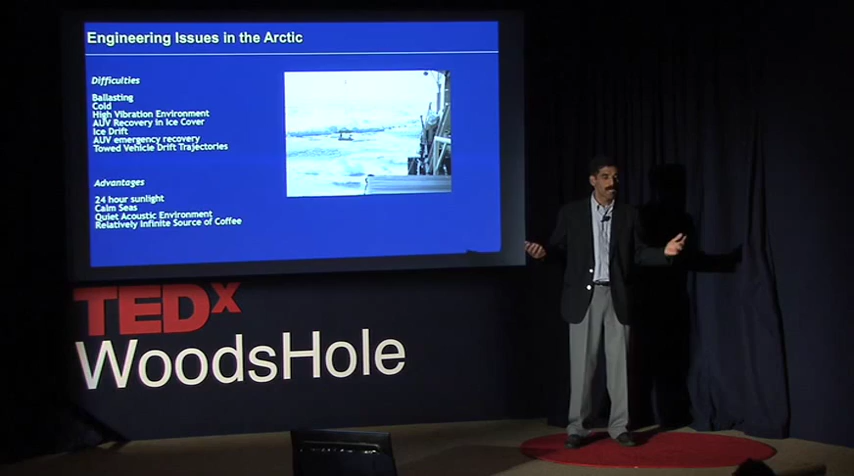 Engineering Issues in the Arctic
Difficulties
Ballasting
Cold
High Vibration Environment
AUV Recovery in Ice Cover
Ice Drift
AUV emergency recovery
Towed Vehicle Drift Trajectories
Advantages
24 hour sunlight
Calm Seas
Quiet Acoustic Environment
Relatively Infinite Source of Coffee
TEDx
WoodsHole